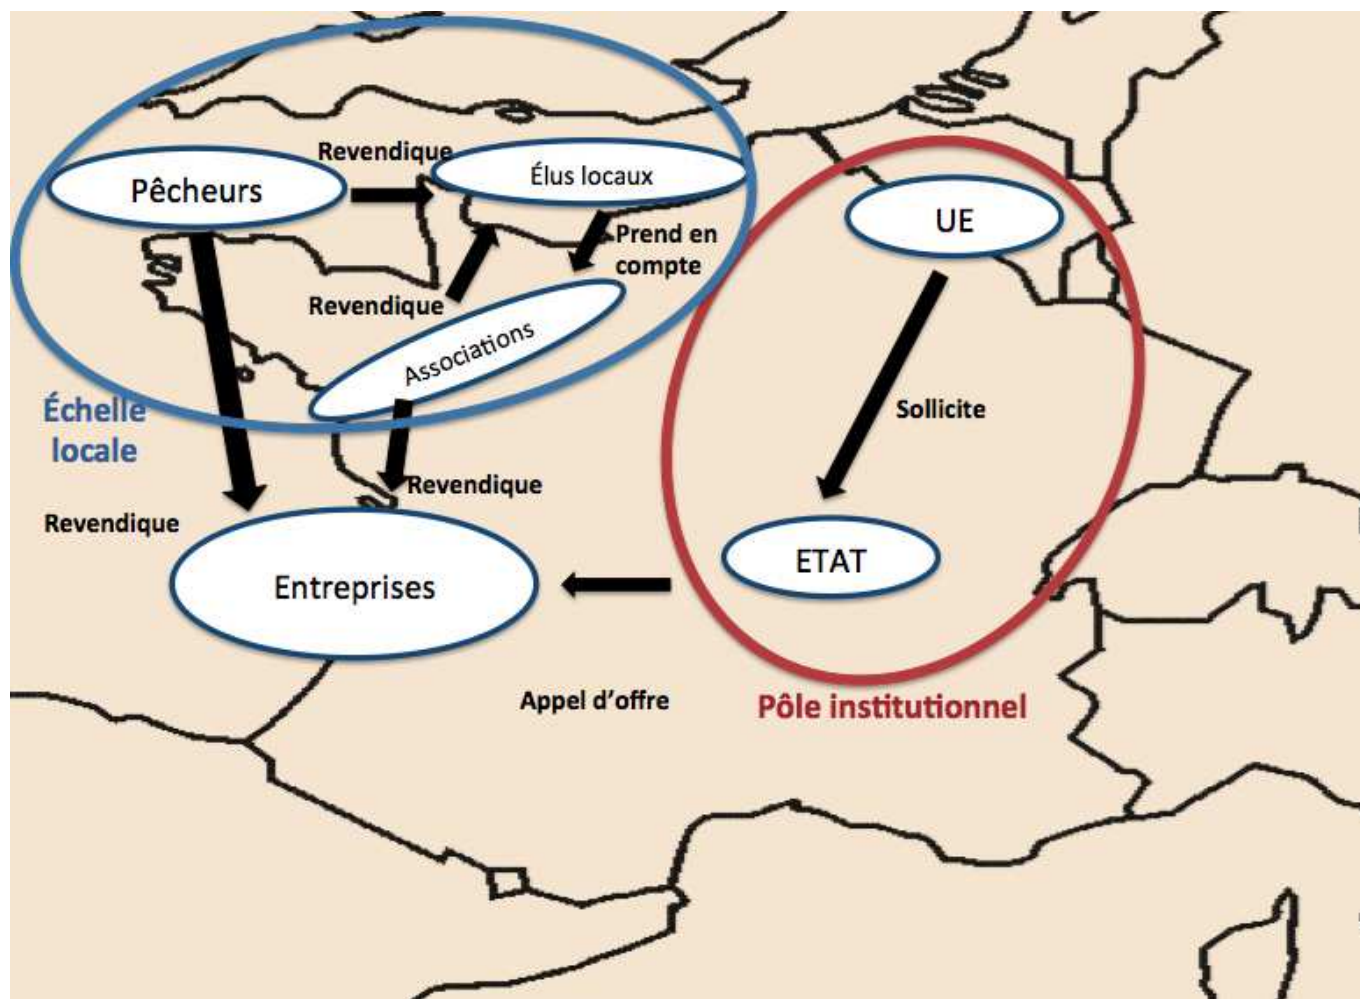 Revendique
Pêcheurs
Élus locaux
UE
Prend en
compte
Revendique
Associations
Échelle
locale
Sollicite
Revendique
Revendique
ETAT
Entreprises
Appel d’offre
Pôle institutionnel